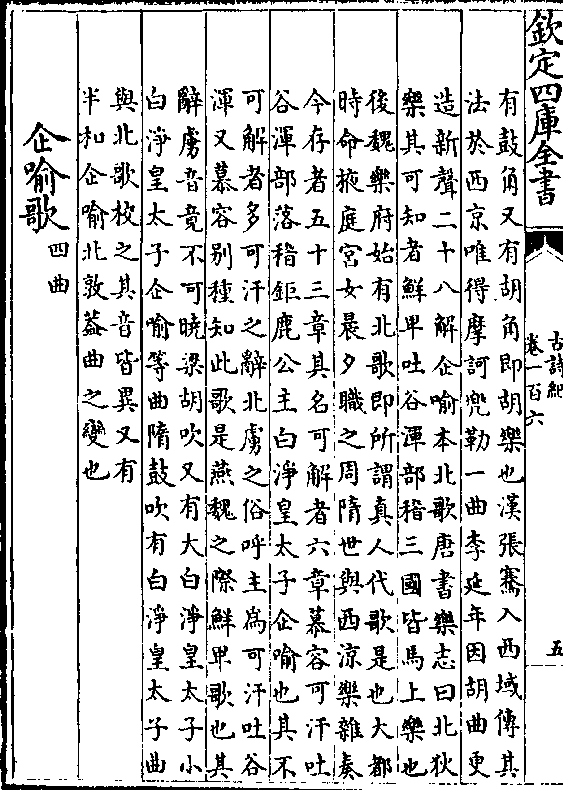 欽定四庫全書
古詩紀
卷一百六
五
有鼓角又有胡角即胡樂也漢張騫入西域傳其
法於西京唯得摩訶兜勒一曲李延年因胡曲更
造新聲二十八解企喻本北歌唐書樂志曰北狄
樂其可知者鮮卑吐谷渾部稽三國皆馬上樂也
後魏樂府始有北歌即所謂真人代歌是也大都
時命掖庭宮女晨夕職之周隋世與西涼樂雜奏
今存者五十三章其名可解者六章慕容可汗吐
谷渾部落稽鉅鹿公主白淨皇太子企喻也其不
可解者多可汗之辭北虜之俗呼主為可汗吐谷
渾又慕容别種知此歌是燕魏之際鮮卑歌也其
辭虜音竟不可曉梁胡吹又有大白淨皇太子小
白淨皇太子企喻等曲隋鼓吹有白淨皇太子曲
與北歌校之其音皆異又有
半和企喻北敦葢曲之變也
企喻歌
四曲